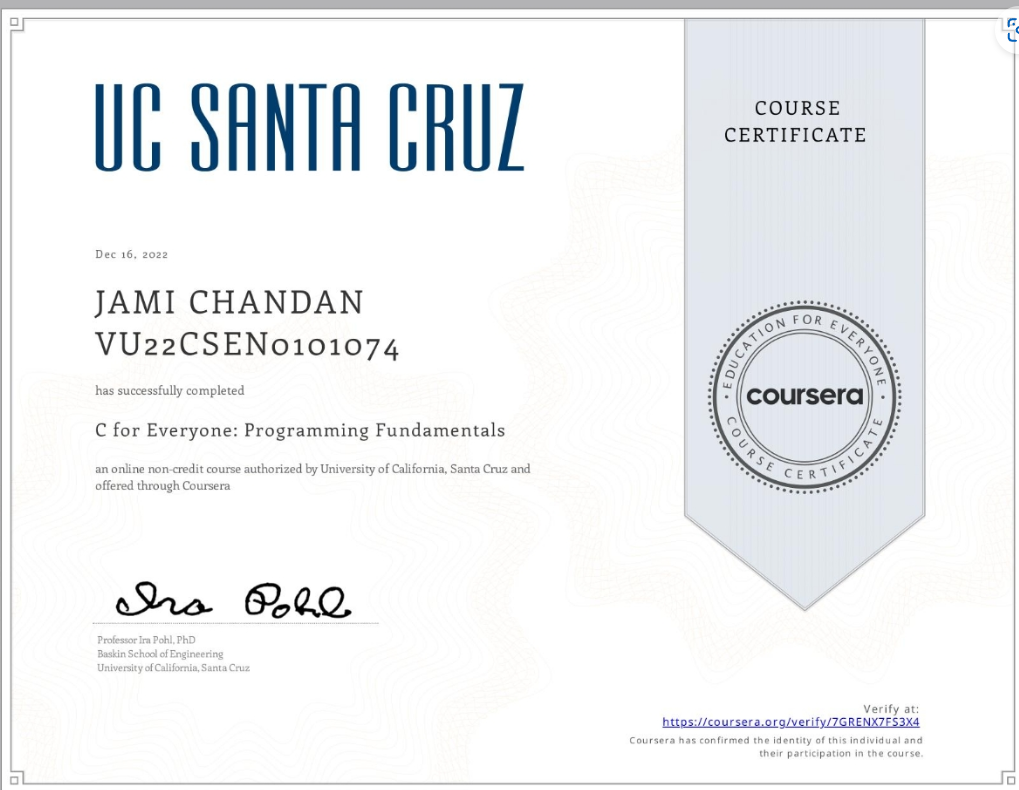 UC SANTA CRUZ
COURSE
CERTIFICATE
Dec 16, 2022
JAMI CHANDAN
VU22CSEN0101074
has successfully completed
C for Everyone: Programming Fundamentals
an online non-credit course authorized by University of California, Santa Cruz and
offered through Coursera
EDUCATION FOR EVERYONE
coursera
COURSE CERTIFICATE
Ira Pohl
Professor Ira Pohl, PhD
Baskin School of Engineering
University of California, Santa Cruz
Verify at:
https://coursera.org/verify/7GRENX7FS3X4
Coursera has confirmed the identity of this individual and
their participation in the course.